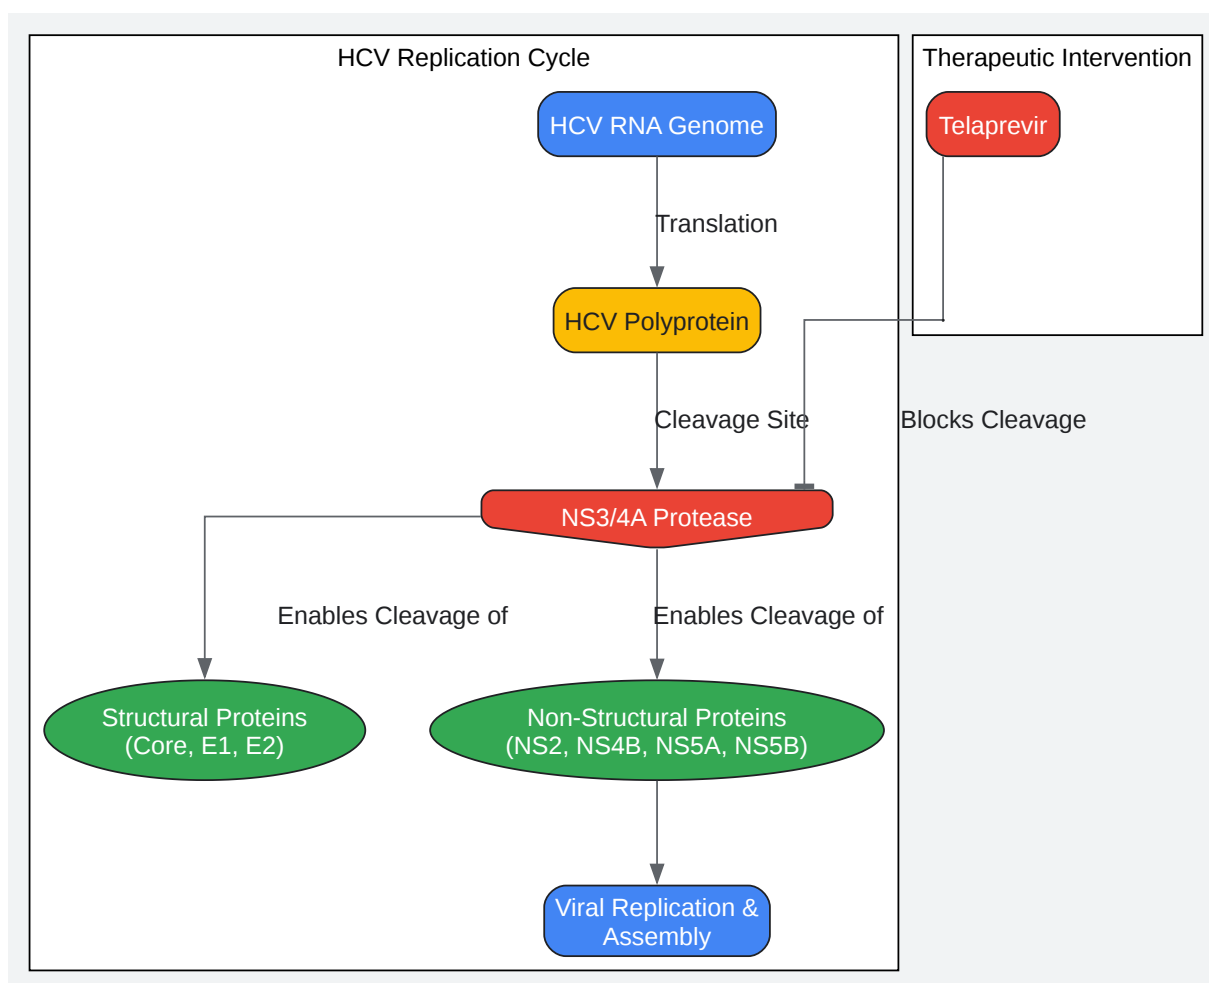 HCV Replication Cycle
Therapeutic Intervention
HCV RNA Genome
Telaprevir
Translation
HCV Polyprotein
Cleavage Site
Blocks Cleavage
NS3/4A Protease
Enables Cleavage of
Enables Cleavage of
Structural Proteins
(Core, E1, E2)
Non-Structural Proteins
(NS2, NS4B, NS5A, NS5B)
Viral Replication &
Assembly